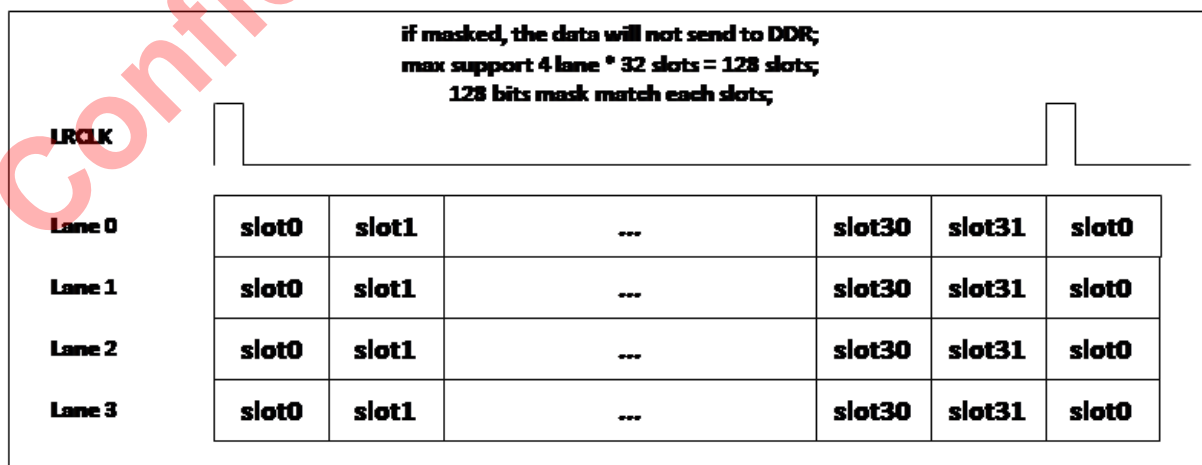 if masked, the data will not send to DDR;
max support 4 lane * 32 slots = 128 slots;
128 bits mask match each slots;
LRCLK
Lane 0 slot0 slot1 ... slot30 slot31 slot0
Lane 1 slot0 slot1 ... slot30 slot31 slot0
Lane 2 slot0 slot1 ... slot30 slot31 slot0
Lane 3 slot0 slot1 ... slot30 slot31 slot0
Confi